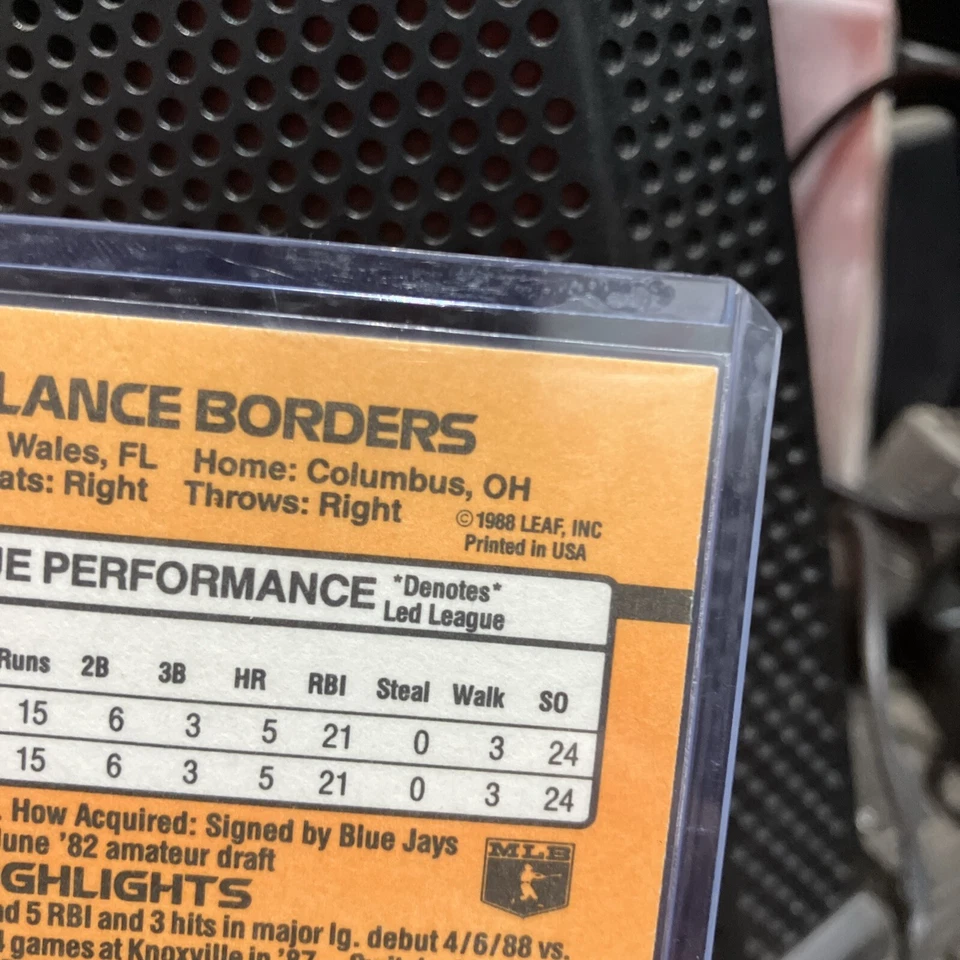 LANCE BORDERS
Wales, FL Home: Columbus, OH
ats: Right Throws: Right
© 1988 LEAF, INC
Printed in USA
UE PERFORMANCE *Denotes*
Led League
Runs 2B 3B HR RBI Steal Walk SO
15 6 3 5 21 0 3 24
15 6 3 5 21 0 3 24
. How Acquired: Signed by Blue Jays
June '82 amateur draft
MLB
GHLIGHTS
d 5 RBI and 3 hits in major lg. debut 4/6/88 vs.
games at Knoxville in '87